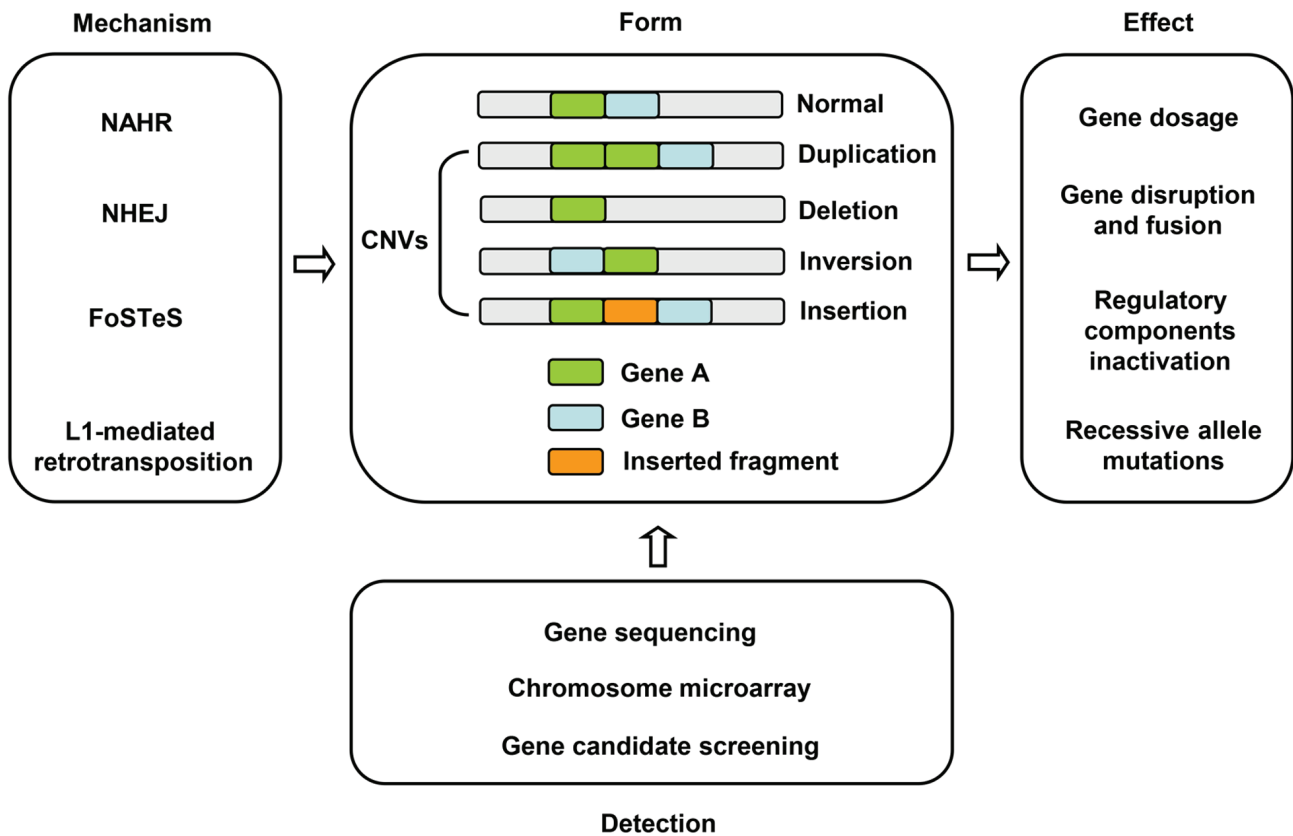 Mechanism
NAHR
NHEJ
FoSTeS
L1-mediated
retrotransposition
Form
Normal
Duplication
Deletion
Inversion
Insertion
CNVs
Gene A
Gene B
Inserted fragment
Effect
Gene dosage
Gene disruption
and fusion
Regulatory
components
inactivation
Recessive allele
mutations
Gene sequencing
Chromosome microarray
Gene candidate screening
Detection